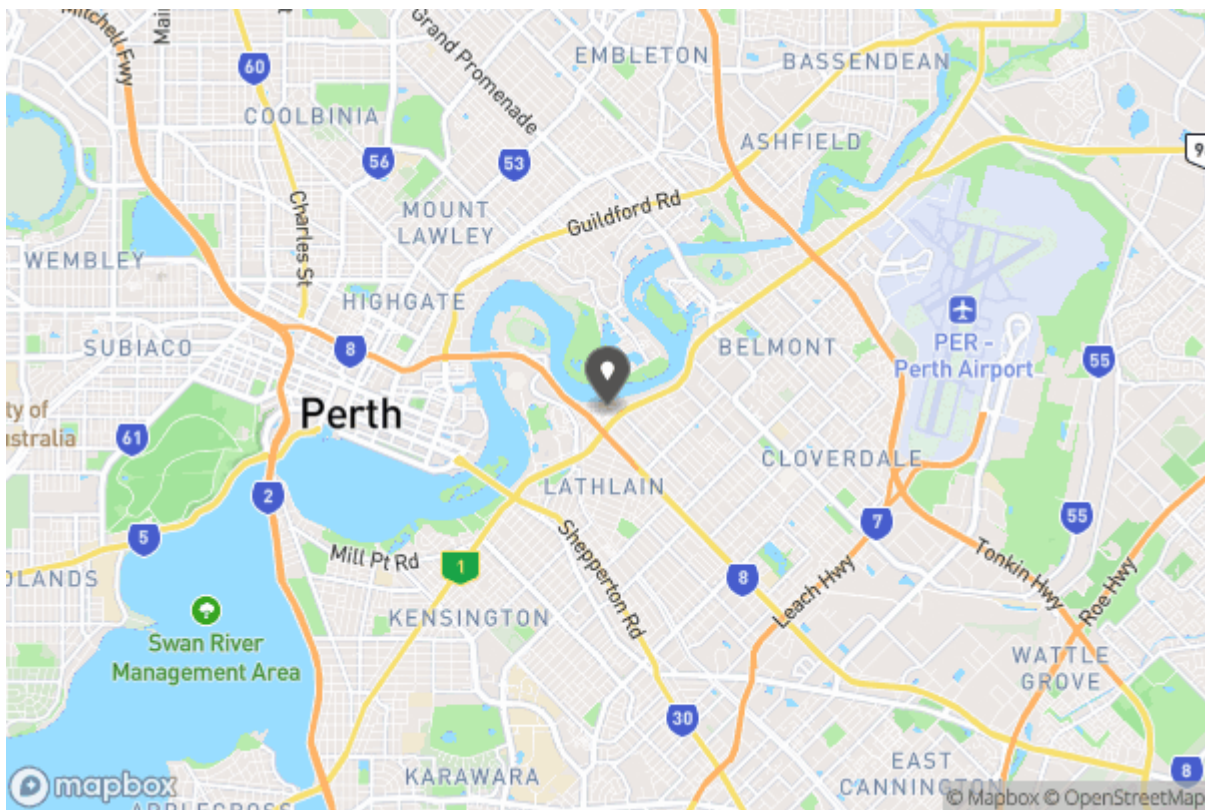 Mitchell Fwy
Grand Promenade
EMBLETON
BASSENDEAN
60
COOLBINIA
56
53
ASHFIELD
9
Charles St
MOUNT
LAWLEY
Guildford Rd
WEMBLEY
HIGHGATE
SUBIACO
8
BELMONT
PER -
Perth Airport
55
Perth
ty of
ustralia
61
CLOVERDALE
LATHLAIN
2
5
7
55
Mill Pt Rd
1
Shepperton Rd
8
Leach Hwy
Tonkin Hwy
Roe Hwy
KENSINGTON
Swan River
Management Area
WATTLE
GROVE
30
KARAWARA
EAST
CANNINGTON
8
mapbox
© Mapbox © OpenStreetMap